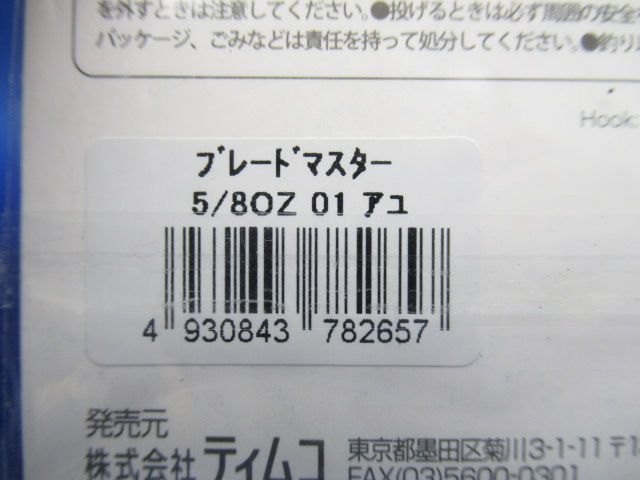 を外すときは注意してください。●投げるときは必ず周囲の安全
パッケージ、ごみなどは責任を持って処分してください。●釣り
Hook:
ブレードマスター
5/8OZ 01 アユ
4 930843 782657
発売元
株式会社 ティムコ
東京都墨田区菊川3-1-11 〒1
FAX(03)5600-0301